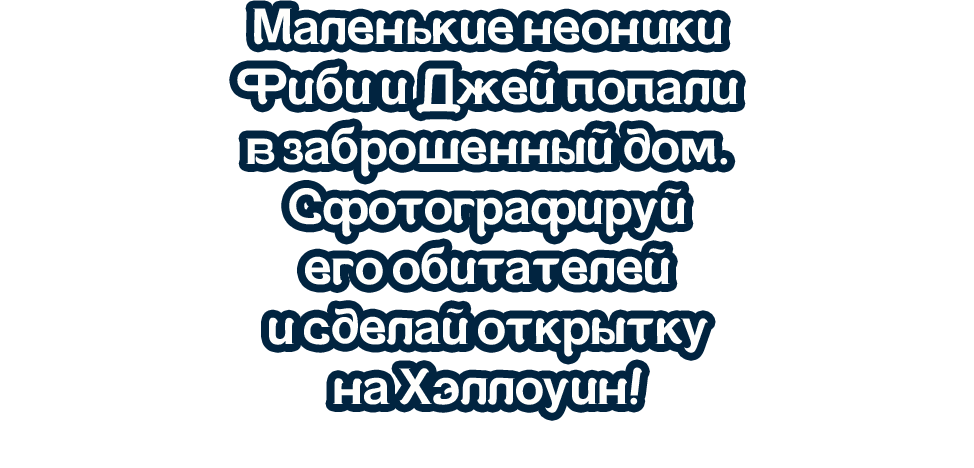 Маленькие неоники
Фиби и Джей попали
в заброшенный дом.
Сфотографируй
его обитателей
и сделай открытку
на Хэллоуин!